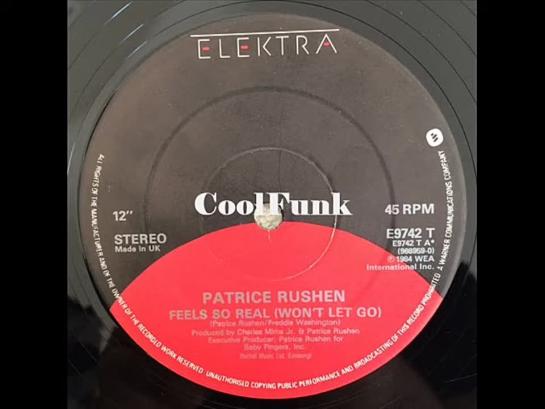 ELEKTRA
12"
STEREO
Made in UK
CoolFunk
45 RPM
E9742 T
E9742 T A*
(966959-0)
℗1984 WEA
International Inc.
PATRICE RUSHEN
FEELS SO REAL (WON'T LET GO)
(Patrice Rushen/Freddie Washington)
Produced by Charles Mims Jr. & Patrice Rushen
Executive Producer: Patrice Rushen for
Baby Fingers, Inc.
ALL RIGHTS OF THE MANUFACTURER AND OF THE OWNER OF THE RECORDED WORK RESERVED. UNAUTHORISED COPYING PUBLIC PERFORMANCE AND BROADCASTING OF THIS RECORD PROHIBITED.
A WARNER COMMUNICATIONS COMPANY